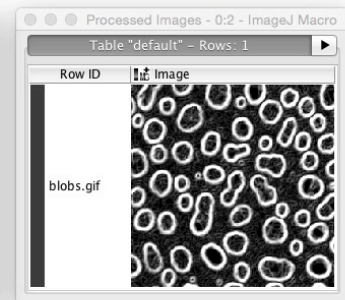 Processed Images - 0:2 - ImageJ Macro
Table "default" - Rows: 1
Row ID
Image
blobs.gif